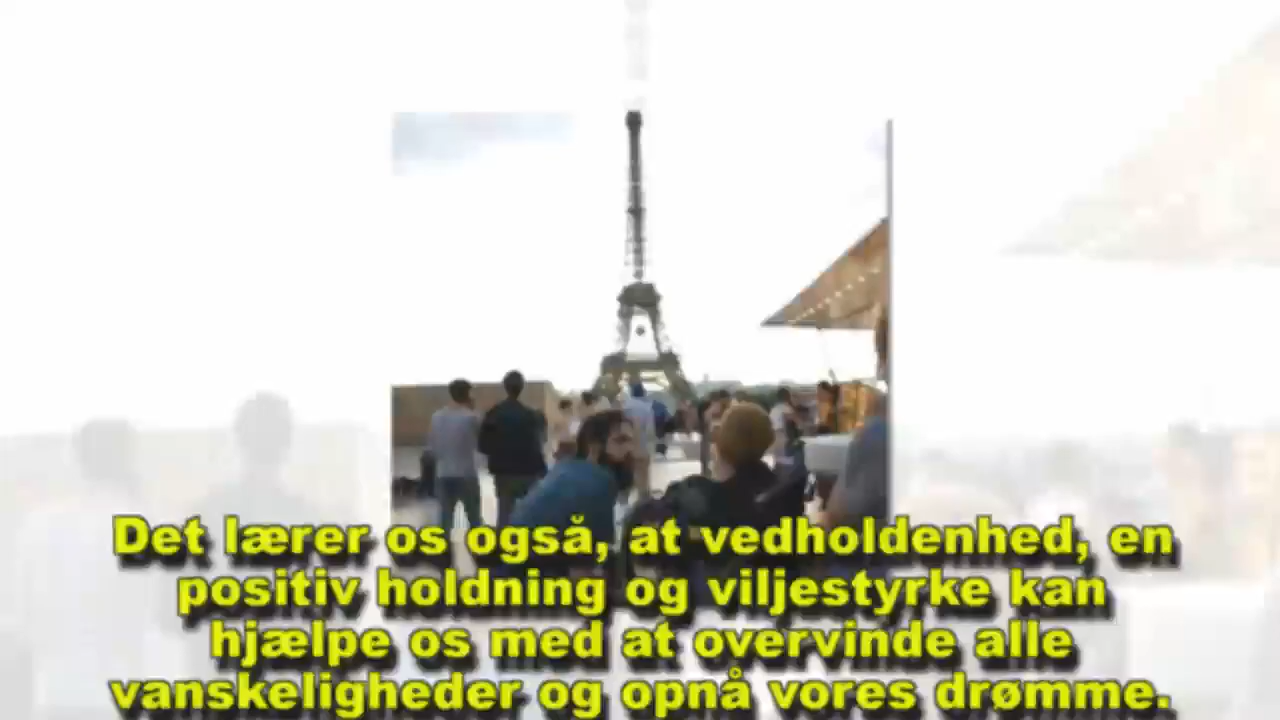 Det lærer os også, at vedholdenhed, en
positiv holdning og viljestyrke kan
hjælpe os med at overvinde alle
vanskeligheder og opnå vores drømme.